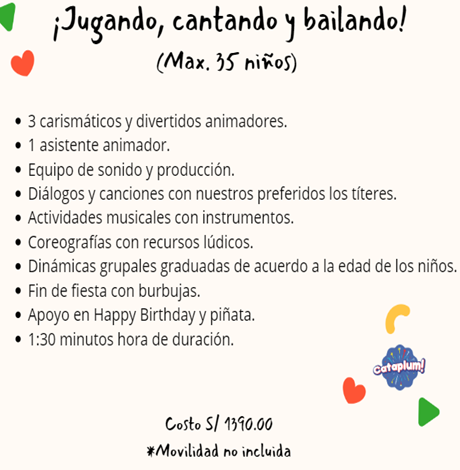 ¡Jugando, cantando y bailando!
(Max. 35 niños)
• 3 carismáticos y divertidos animadores.
• 1 asistente animador.
• Equipo de sonido y producción.
• Diálogos y canciones con nuestros preferidos los títeres.
• Actividades musicales con instrumentos.
• Coreografías con recursos lúdicos.
• Dinámicas grupales graduadas de acuerdo a la edad de los niños.
• Fin de fiesta con burbujas.
• Apoyo en Happy Birthday y piñata.
• 1:30 minutos hora de duración.
Cataplum!
Costo S/ 1390.00
*Movilidad no incluida